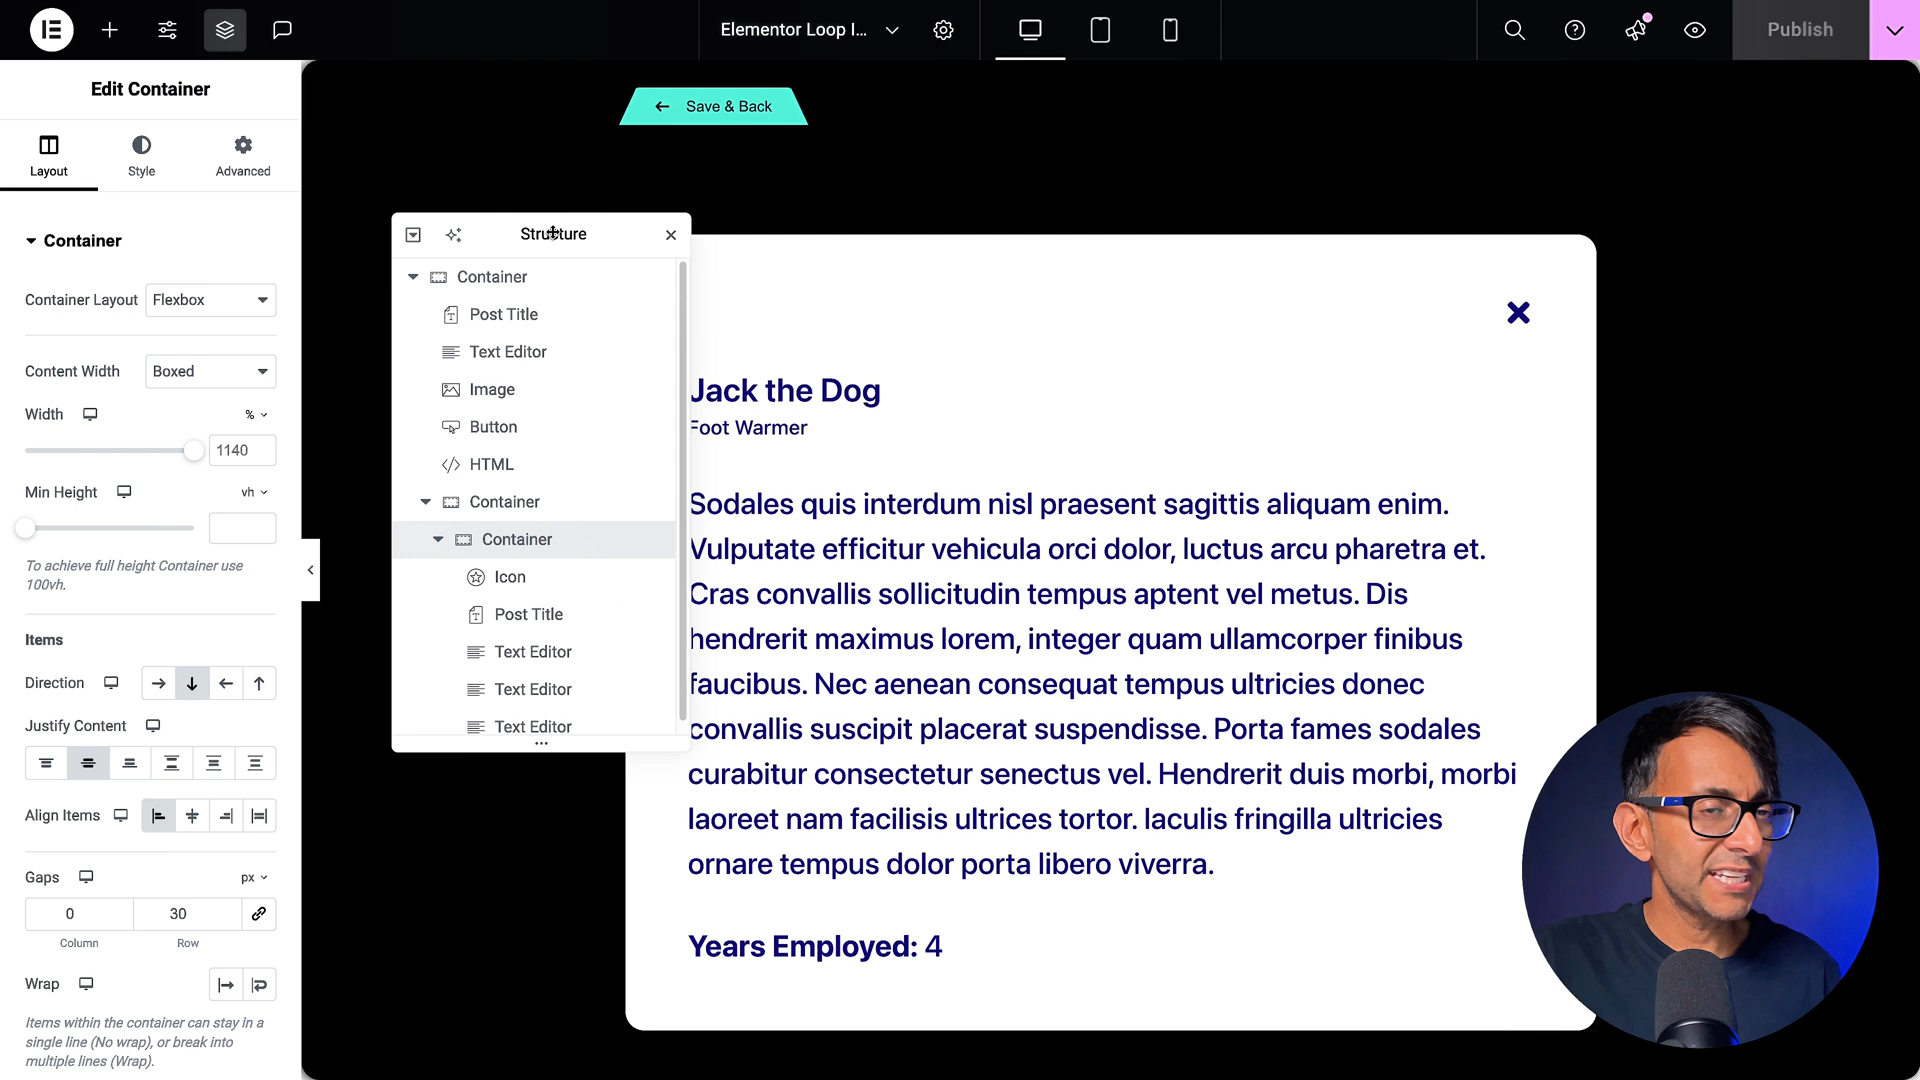 Elementor Loop I...
Publish
Edit Container
Layout
Style
Advanced
Container
Container Layout
Flexbox
Content Width
Boxed
Width
%
1140
Min Height
vh
To achieve full height Container use
100vh.
Items
Direction
Justify Content
Align Items
Gaps
px
0
30
Column
Row
Wrap
Items within the container can stay in a
single line (No wrap), or break into
multiple lines (Wrap).
Save & Back
Structure
Container
Post Title
Text Editor
Image
Button
HTML
Container
Container
Icon
Post Title
Text Editor
Text Editor
Text Editor
Jack the Dog
Foot Warmer
Sodales quis interdum nisl praesent sagittis aliquam enim.
Vulputate efficitur vehicula orci dolor, luctus arcu pharetra et.
Cras convallis sollicitudin tempus aptent vel metus. Dis
hendrerit maximus lorem, integer quam ullamcorper finibus
faucibus. Nec aenean consequat tempus ultricies donec
convallis suscipit placerat suspendisse. Porta fames sodales
curabitur consectetur senectus vel. Hendrerit duis morbi, morbi
laoreet nam facilisis ultrices tortor. Iaculis fringilla ultricies
ornare tempus dolor porta libero viverra.
Years Employed: 4